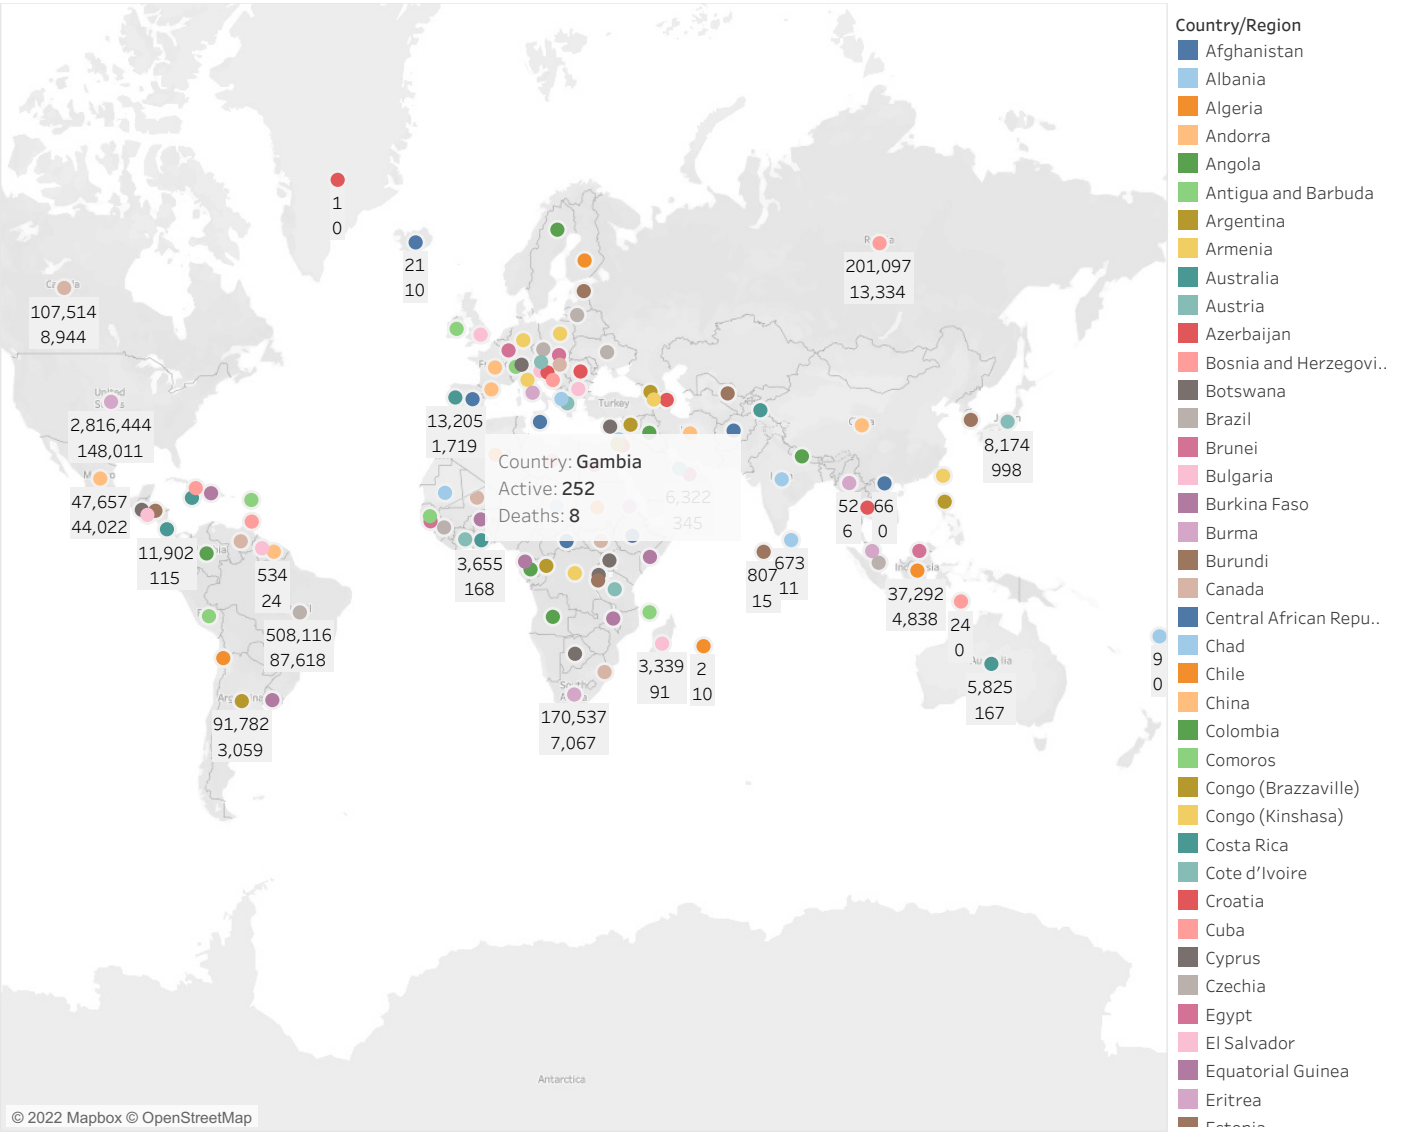 Country/Region
Afghanistan
Albania
Algeria
Andorra
Angola
Antigua and Barbuda
Argentina
Armenia
Australia
Austria
Azerbaijan
Bosnia and Herzegovi..
Botswana
Brazil
Brunei
Bulgaria
Burkina Faso
Burma
Burundi
Canada
Central African Repu..
Chad
Chile
China
Colombia
Comoros
Congo (Brazzaville)
Congo (Kinshasa)
Costa Rica
Cote d'Ivoire
Croatia
Cuba
Cyprus
Czechia
Egypt
El Salvador
Equatorial Guinea
Eritrea
Estonia
1
0
21
10
201,097
13,334
107,514
8,944
United
2,816,444
148,011
Turkey
13,205
1,719
8,174
998
47,657
44,022
Country: Gambia
Active: 252
Deaths: 8
6,322
345
52
6
66
0
11,902
115
534
24
3,655
168
807
15
673
11
37,292
4,838
24
0
508,116
87,618
9
0
3,339
91
2
10
5,825
167
91,782
3,059
South
170,537
7,067
Antarctica
© 2022 Mapbox © OpenStreetMap